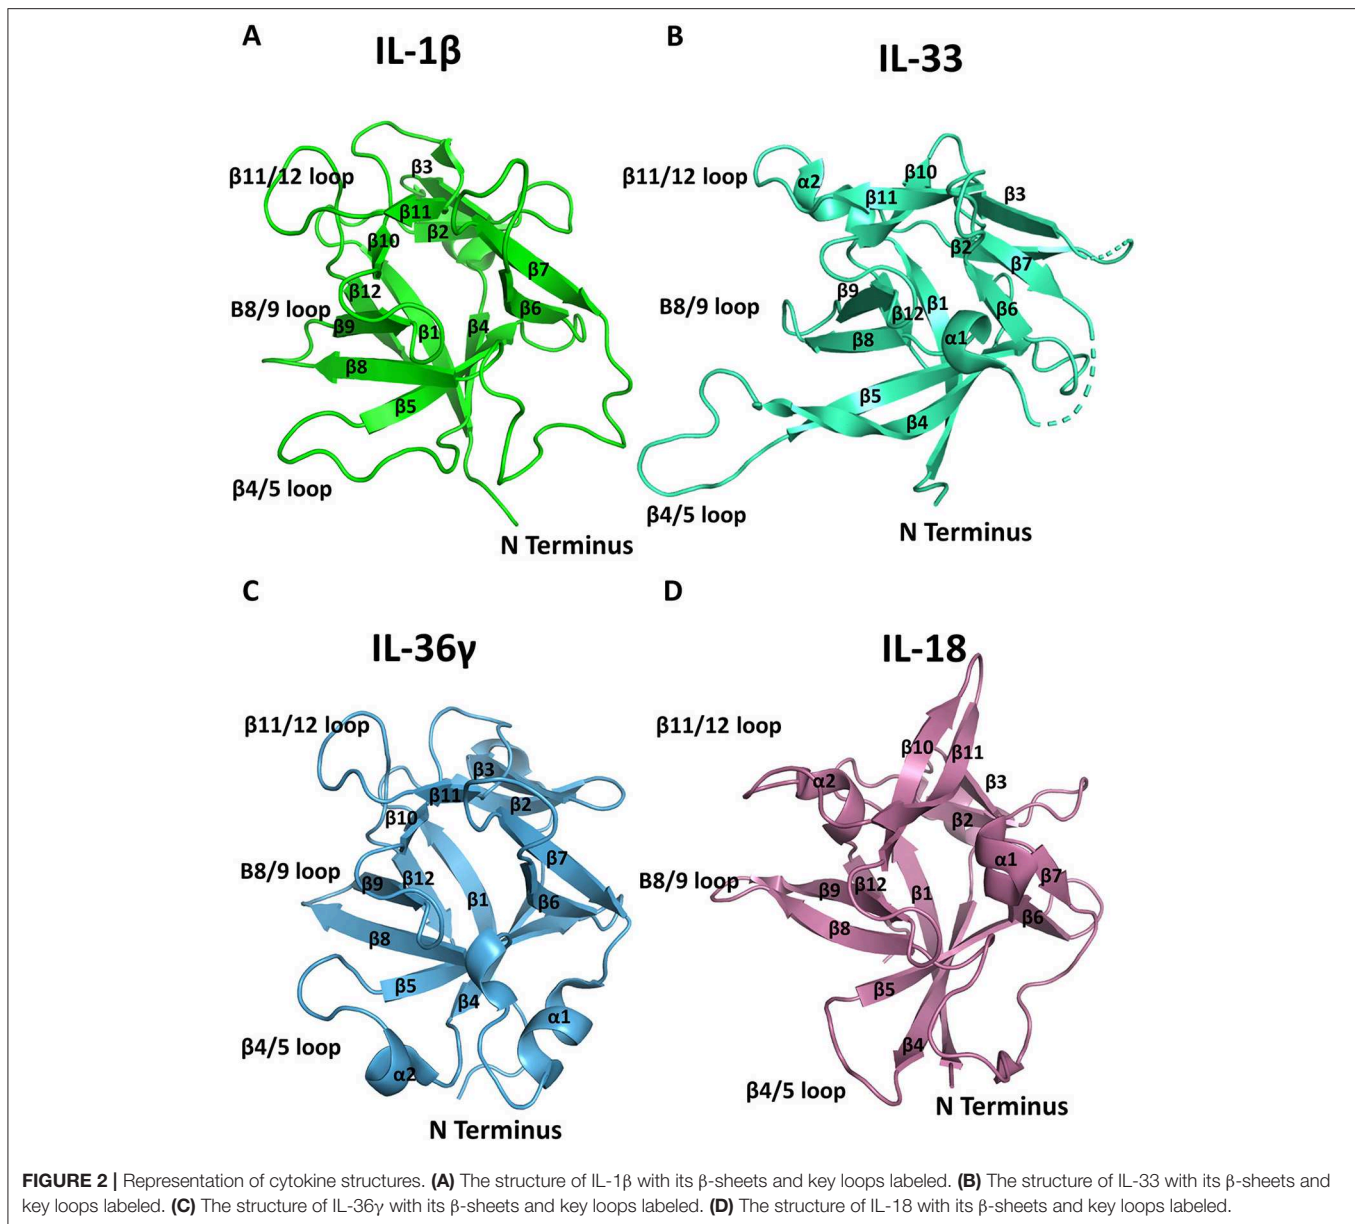 A
IL-1β
β11/12 loop
β3
β11
β2
β10
β7
β12
B8/9 loop
β6
β9
β1
β4
β8
β5
β4/5 loop
N Terminus
B
IL-33
β11/12 loop
α2
β10
β11
β3
β2
β7
β9
B8/9 loop
β12
β1
β6
β8
α1
β5
β4
β4/5 loop
N Terminus
C
IL-36γ
β11/12 loop
β3
β11
β2
β10
β7
B8/9 loop
β9
β12
β1
β6
β8
β5
β4
α1
β4/5 loop
α2
N Terminus
D
IL-18
β11/12 loop
β10
β11
α2
β3
β2
α1
β7
B8/9 loop
β9
β12
β1
β6
β8
β5
β4
β4/5 loop
N Terminus
FIGURE 2 | Representation of cytokine structures. (A) The structure of IL-1β with its β-sheets and key loops labeled. (B) The structure of IL-33 with its β-sheets and
key loops labeled. (C) The structure of IL-36γ with its β-sheets and key loops labeled. (D) The structure of IL-18 with its β-sheets and key loops labeled.